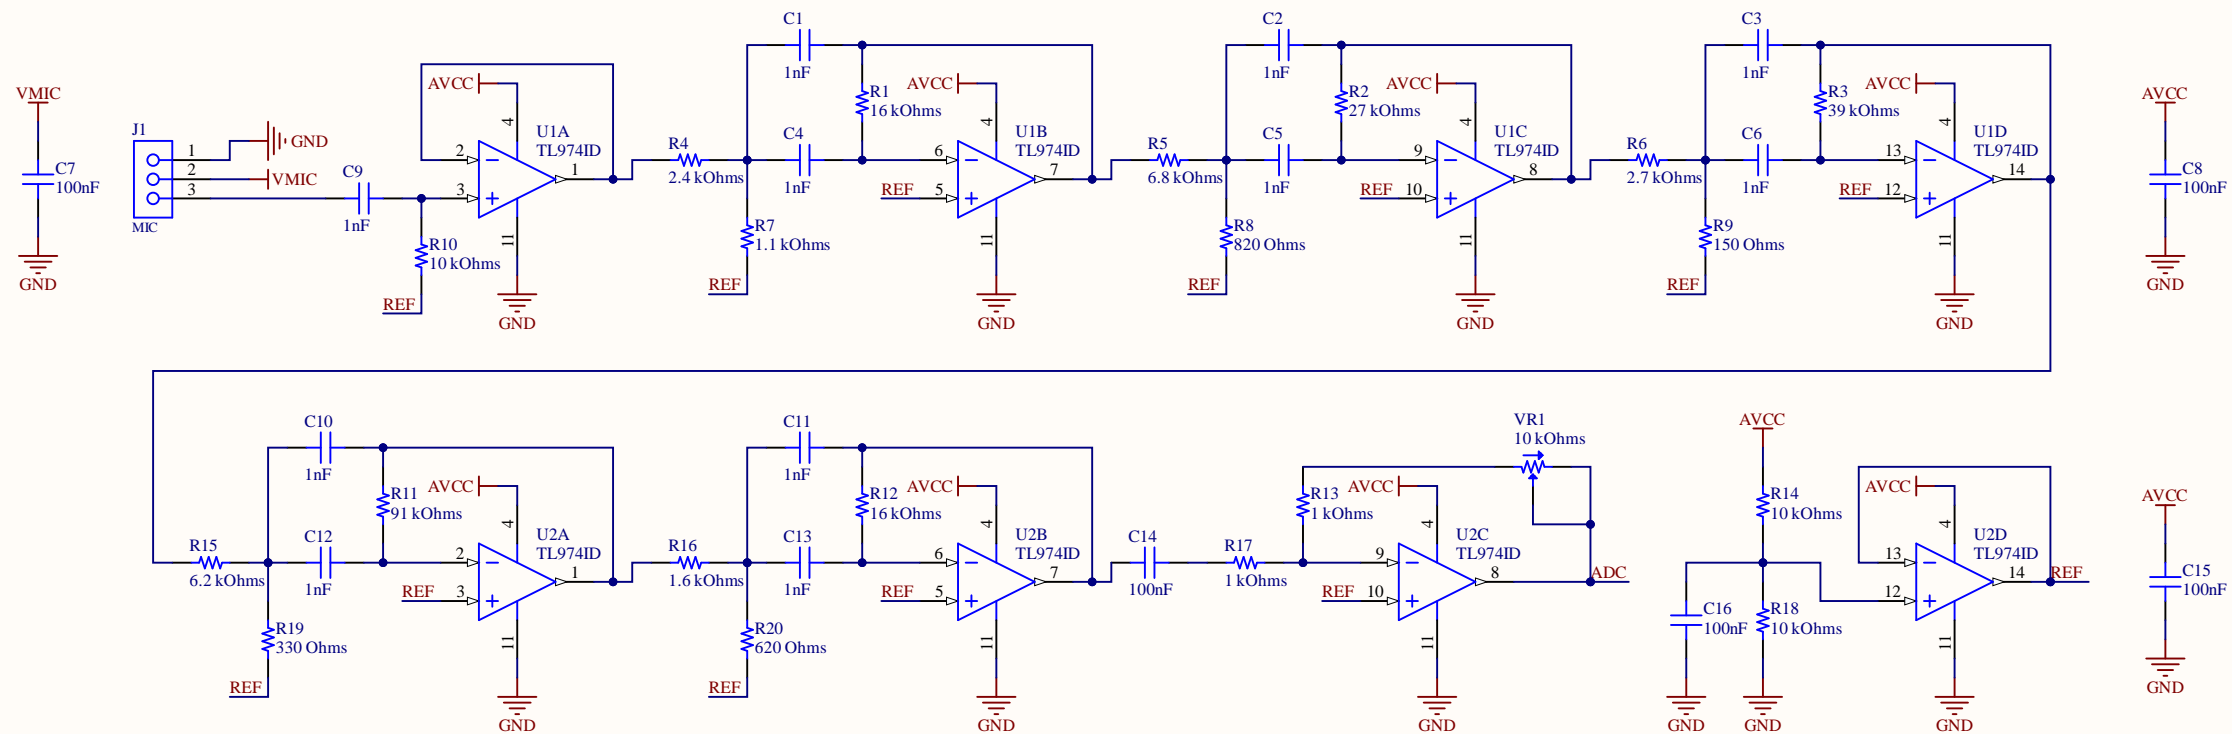 VMIC
C7
100nF
GND
J1
1
2
3
MIC
GND
VMIC
C9
1nF
R10
10 kOhms
REF
AVCC
4
2
3
U1A
TL974ID
1
11
GND
R4
2.4 kOhms
C1
1nF
C4
1nF
R1
16 kOhms
R7
1.1 kOhms
REF
AVCC
4
6
REF
5
U1B
TL974ID
7
11
GND
R5
6.8 kOhms
C2
1nF
C5
1nF
R2
27 kOhms
R8
820 Ohms
REF
AVCC
4
9
REF
10
U1C
TL974ID
8
11
GND
R6
2.7 kOhms
C3
1nF
C6
1nF
R3
39 kOhms
R9
150 Ohms
REF
AVCC
4
13
REF
12
U1D
TL974ID
14
11
GND
AVCC
C8
100nF
GND
R15
6.2 kOhms
C10
1nF
C12
1nF
R11
91 kOhms
R19
330 Ohms
REF
AVCC
4
2
REF
3
U2A
TL974ID
1
11
GND
R16
1.6 kOhms
C11
1nF
C13
1nF
R12
16 kOhms
R20
620 Ohms
REF
AVCC
4
6
REF
5
U2B
TL974ID
7
11
GND
C14
100nF
R17
1 kOhms
R13
1 kOhms
VR1
10 kOhms
AVCC
4
9
REF
10
U2C
TL974ID
8
ADC
11
GND
AVCC
R14
10 kOhms
C16
100nF
R18
10 kOhms
GND
GND
AVCC
4
13
12
U2D
TL974ID
14
REF
11
GND
AVCC
C15
100nF
GND